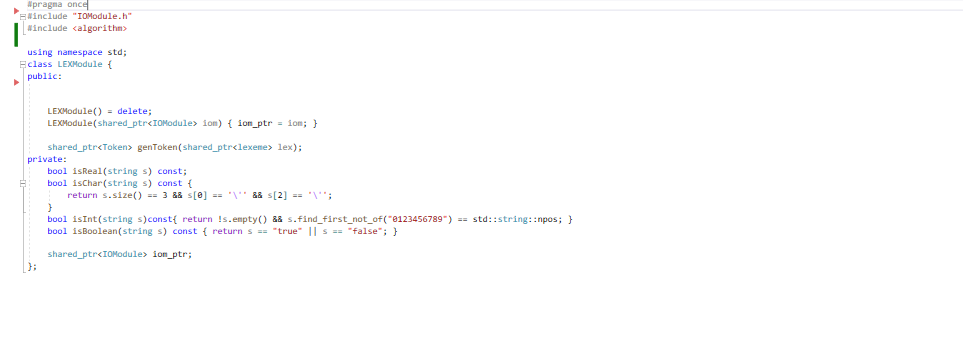 #pragma once
#include "IOModule.h"
#include <algorithm>
using namespace std;
class LEXModule {
public:
LEXModule() = delete;
LEXModule(shared_ptr<IOModule> iom) { iom_ptr = iom; }
shared_ptr<Token> genToken(shared_ptr<lexeme> lex);
private:
bool isReal(string s) const;
bool isChar(string s) const {
return s.size() == 3 && s[0] == '\'' && s[2] == '\'';
}
bool isInt(string s)const{ return !s.empty() && s.find_first_not_of("0123456789") == std::string::npos; }
bool isBoolean(string s) const { return s == "true" || s == "false"; }
shared_ptr<IOModule> iom_ptr;
};